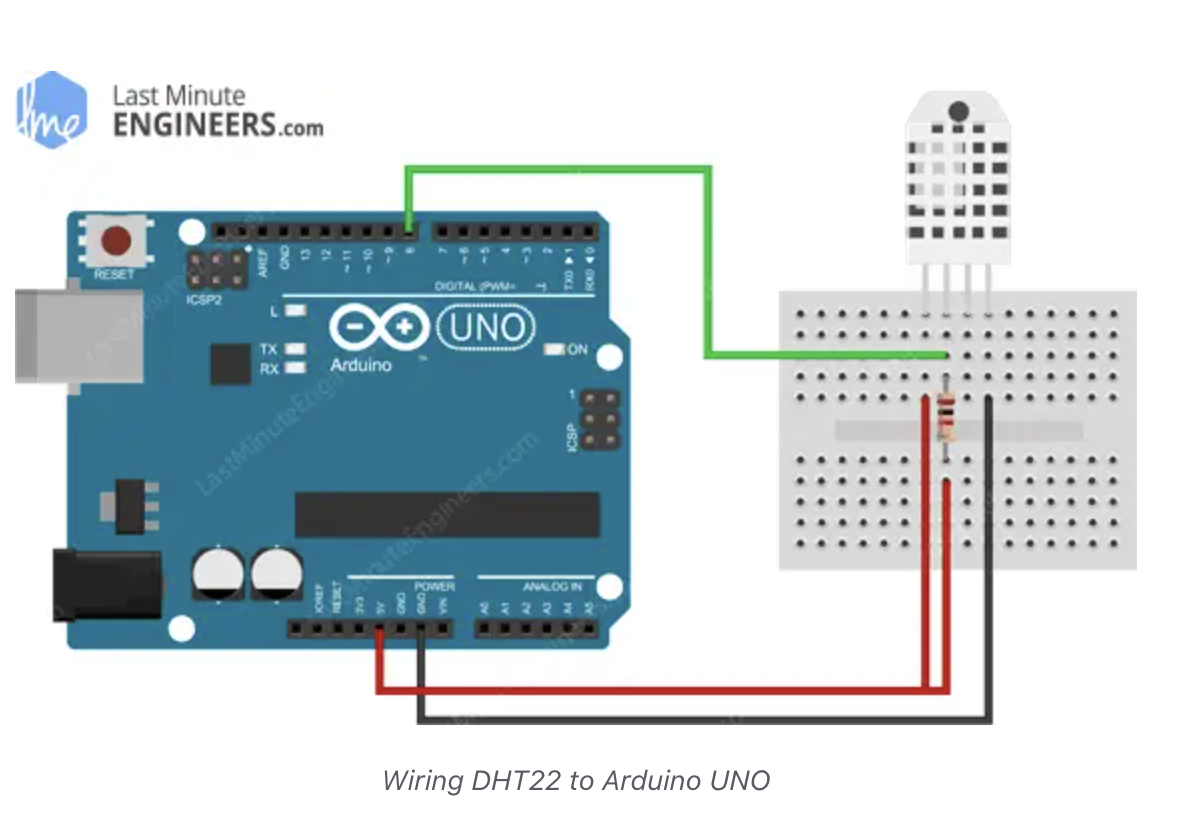 Last Minute
ENGINEERS.com
RESET
ICSP2
AREF
GND
13
12
~11
~10
~9
8
7
~6
~5
4
~3
2
TX0▶1
RX0◀0
DIGITAL (PWM=
L
TX
RX
UNO
Arduino
™
ON
1
ICSP
LastMinuteEngineers.com
IOREF
RESET
3V3
5V
GND
GND
VIN
POWER
A0
A1
A2
A3
A4
A5
ANALOG IN
Wiring DHT22 to Arduino UNO